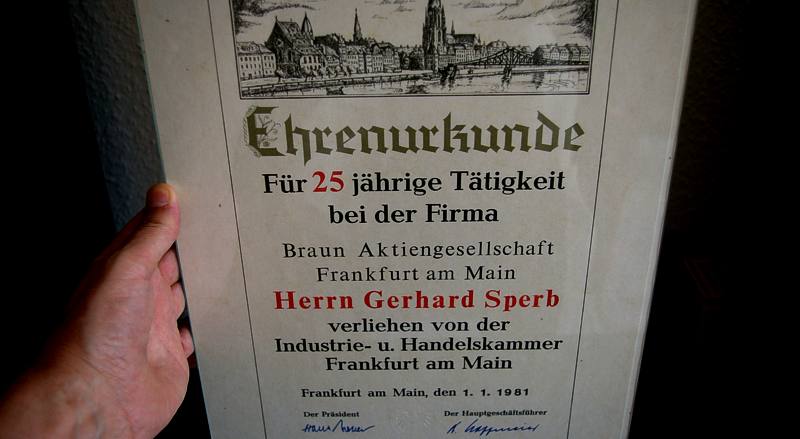 Ehrenurkunde
Für 25 jährige Tätigkeit
bei der Firma
Braun Aktiengesellschaft
Frankfurt am Main
Herrn Gerhard Sperb
verliehen von der
Industrie- u. Handelskammer
Frankfurt am Main
Frankfurt am Main, den 1. 1. 1981
Der Präsident Der Hauptgeschäftsführer